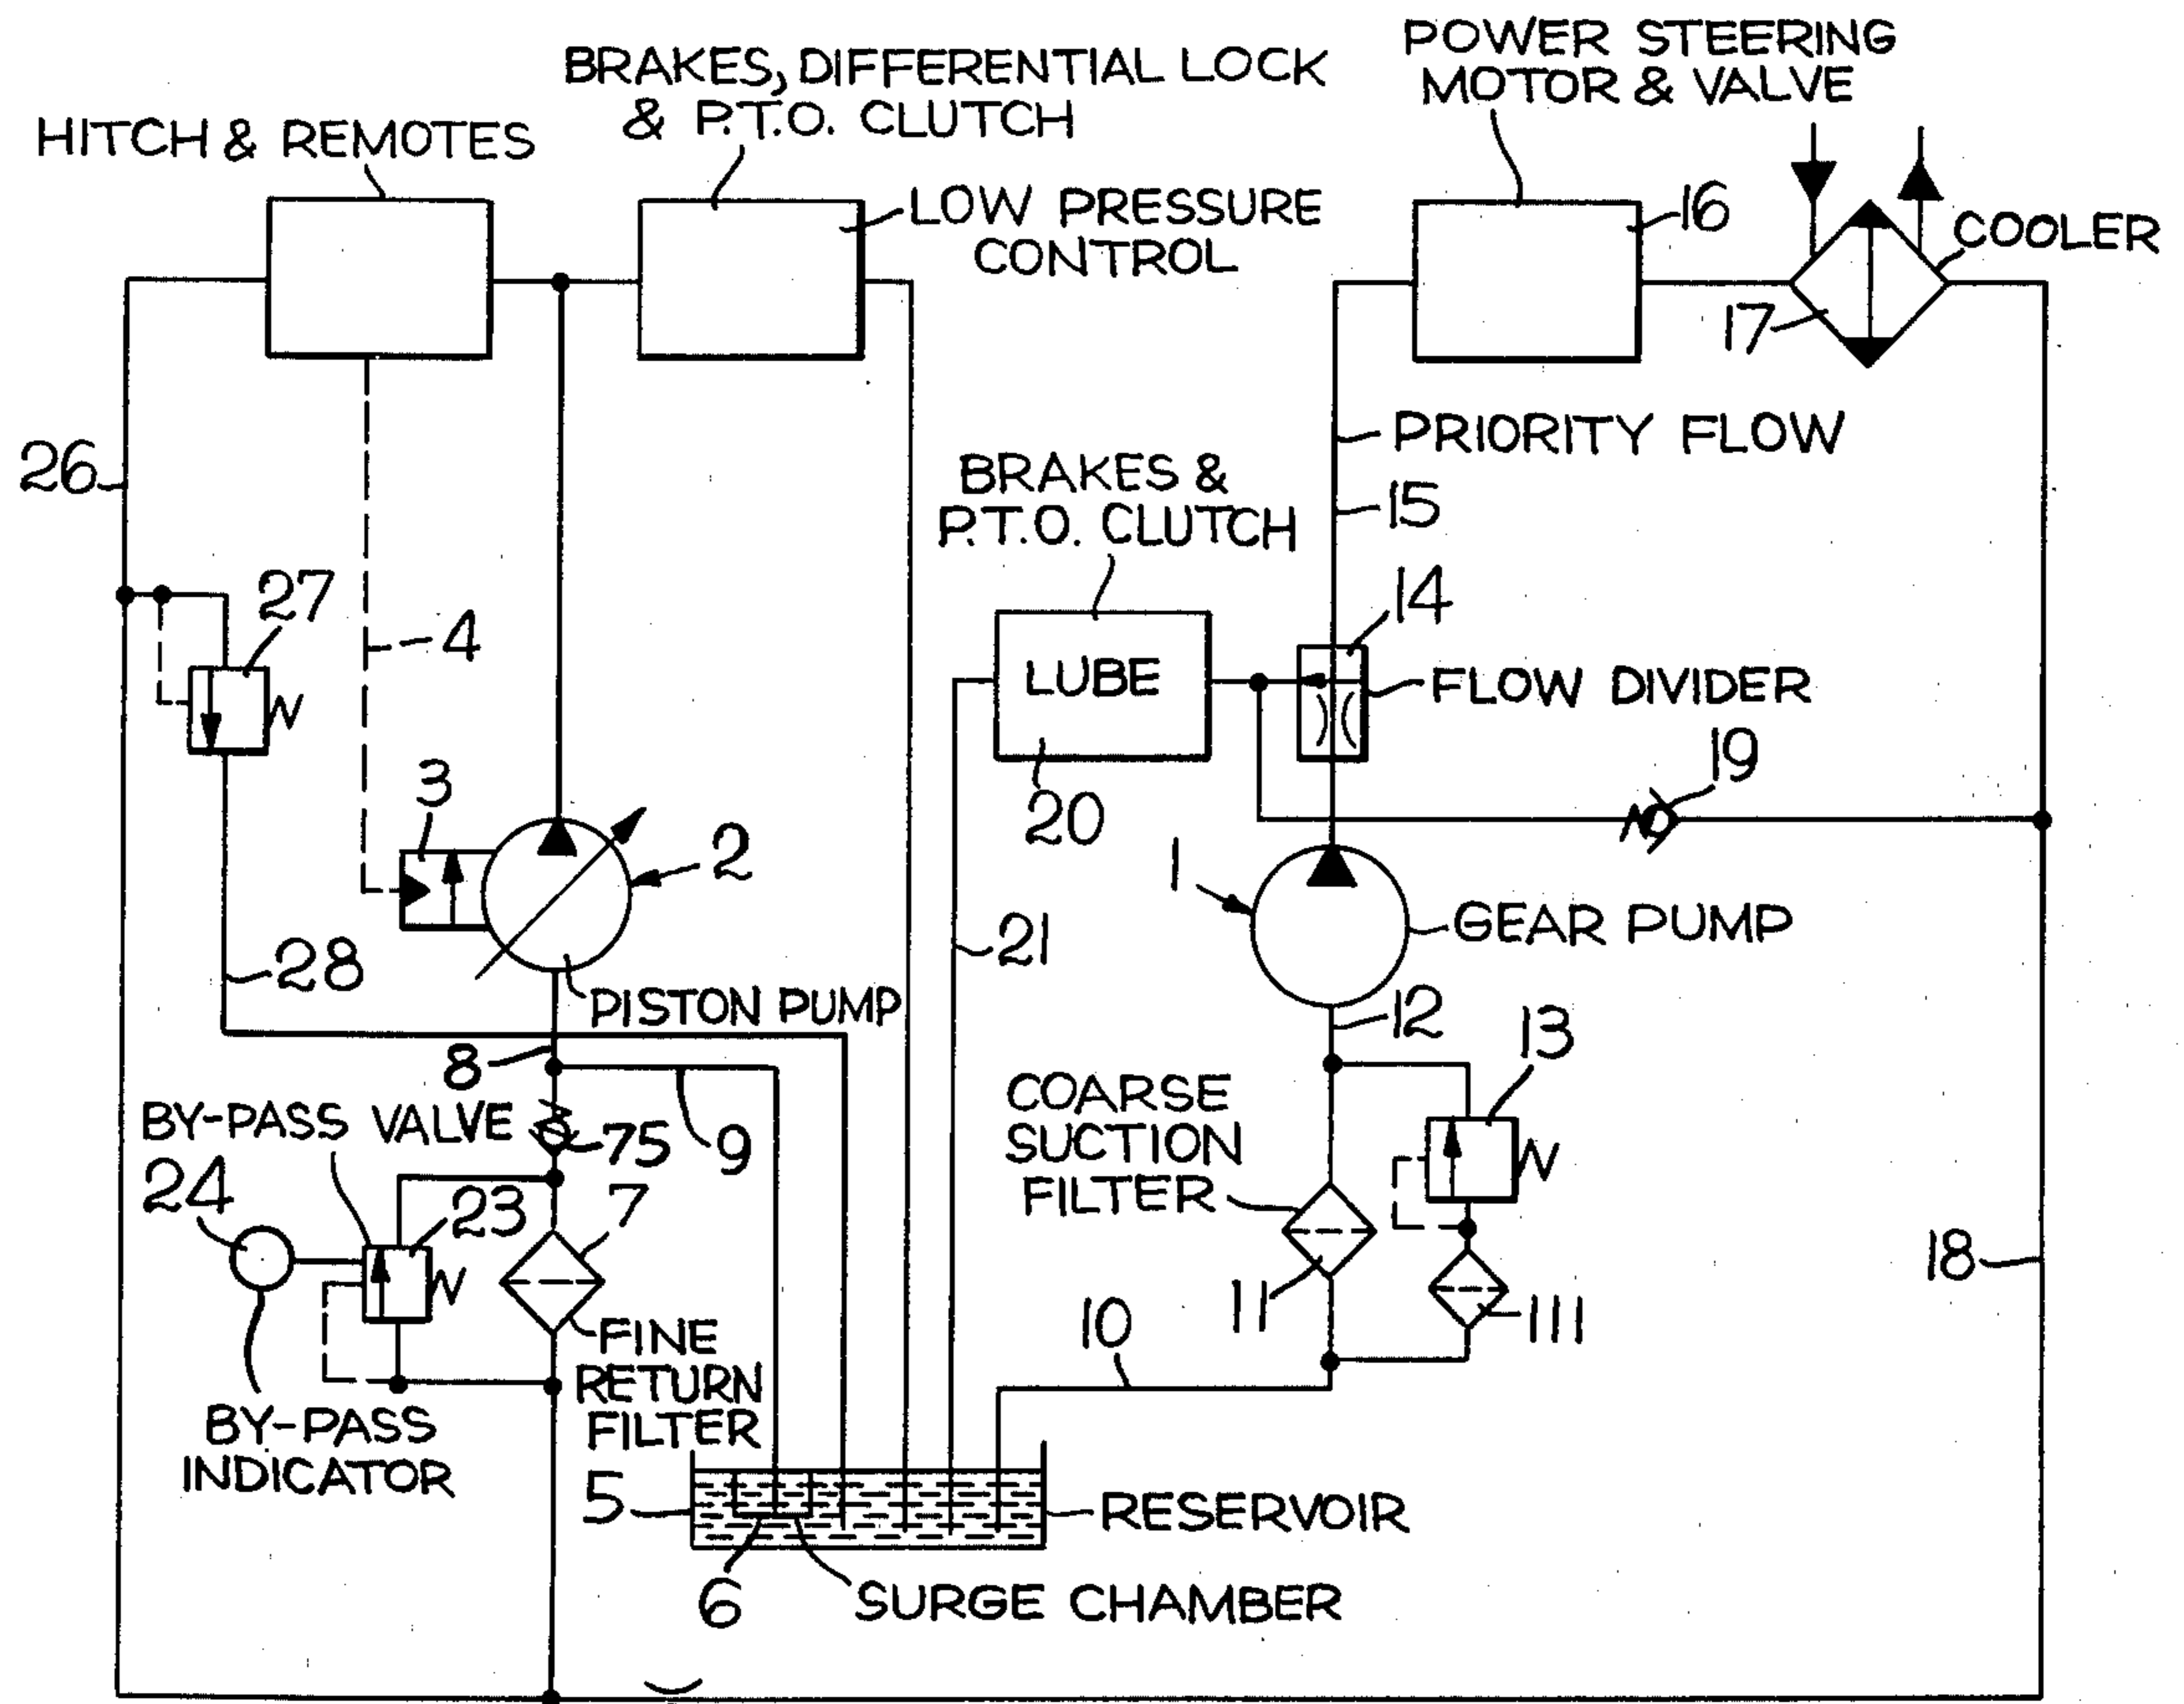 POWER STEERING
MOTOR & VALVE
BRAKES, DIFFERENTIAL LOCK
& P.T.O. CLUTCH
HITCH & REMOTES
LOW PRESSURE
CONTROL
16
COOLER
17
26
PRIORITY FLOW
15
BRAKES &
P.T.O. CLUTCH
27
4
14
LUBE
FLOW DIVIDER
19
20
3
2
1
GEAR PUMP
28
21
PISTON PUMP
12
13
8
COARSE
SUCTION
FILTER
BY-PASS VALVE
75
9
24
23
7
18
11
111
10
FINE
RETURN
FILTER
BY-PASS
INDICATOR
5
RESERVOIR
6
SURGE CHAMBER